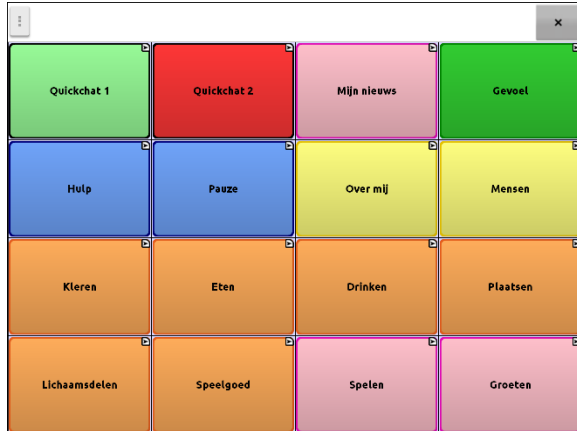 Quickchat 1
Quickchat 2
Mijn nieuws
Gevoel
Hulp
Pauze
Over mij
Mensen
Kleren
Eten
Drinken
Plaatsen
Lichaamsdelen
Speelgoed
Spelen
Groeten